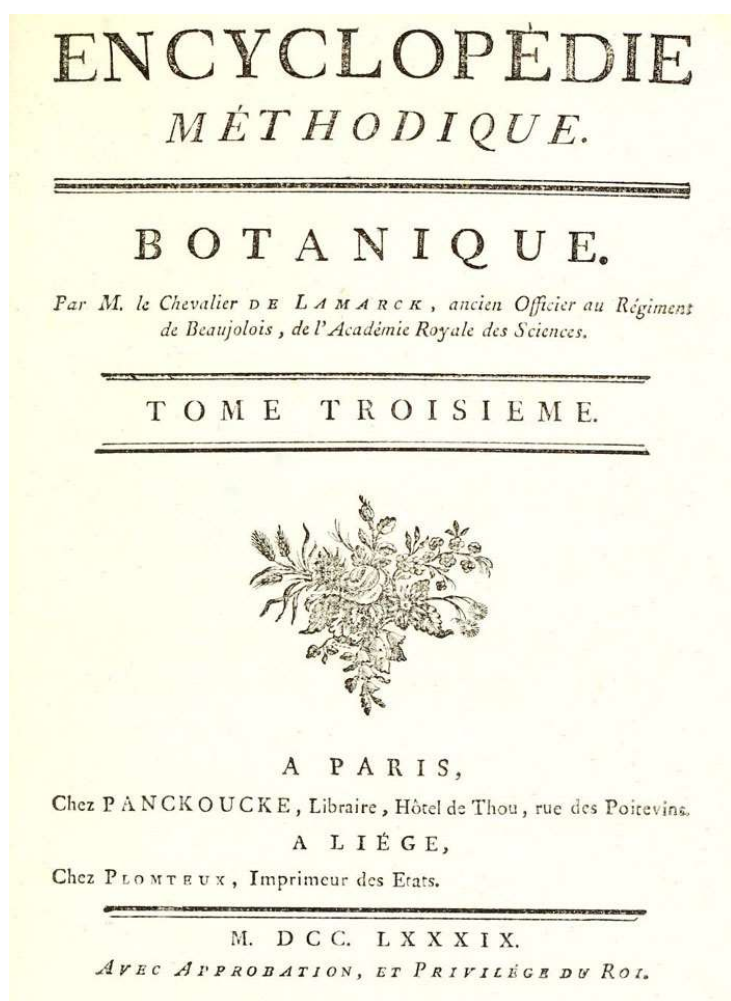 ENCYCLOPÉDIE
MÉTHODIQUE.
BOTANIQUE.
Par M. le Chevalier DE LAMARCK, ancien Officier au Régiment
de Beaujolois, de l'Académie Royale des Sciences.
TOME TROISIEME.
A PARIS,
Chez PANCKOUCKE, Libraire, Hôtel de Thou, rue des Poitevins.
A LIÉGE,
Chez PLOMTEUX, Imprimeur des Etats.
M. DCC. LXXXIX.
AVEC APPROBATION, ET PRIVILÉGE DU ROI.